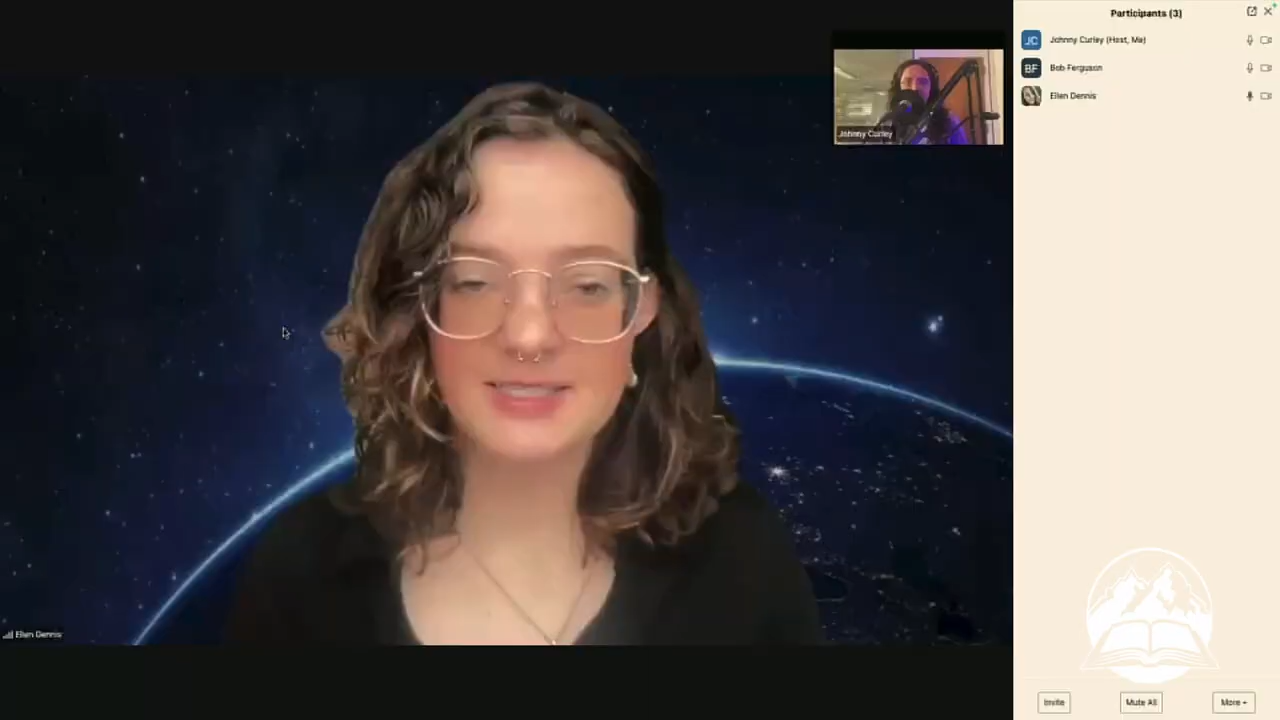 Participants (3)
JC Johnny Curley (Host, Me)
BF Bob Ferguson
Ellen Dennis
Johnny Curley
Ellen Dennis
Invite
Mute All
More